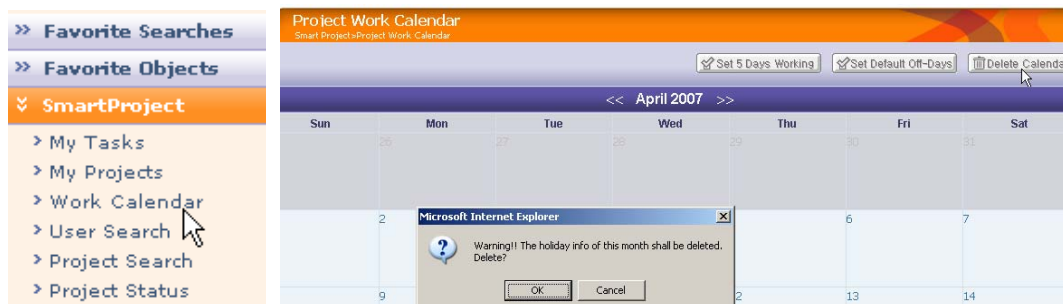 Favorite Searches
Favorite Objects
SmartProject
My Tasks
My Projects
Work Calendar
User Search
Project Search
Project Status
Project Work Calendar
Smart Project»Project Work Calendar
Set 5 Days Working Set Default Off-Days Delete Calenda
<< April 2007 >>
Sun Mon Tue Wed Thu Fri Sat
26 27 28 29 30 31
2 6 7
Microsoft Internet Explorer
Warning!! The holiday info of this month shall be deleted.
Delete?
OK Cancel
9 2 13 14